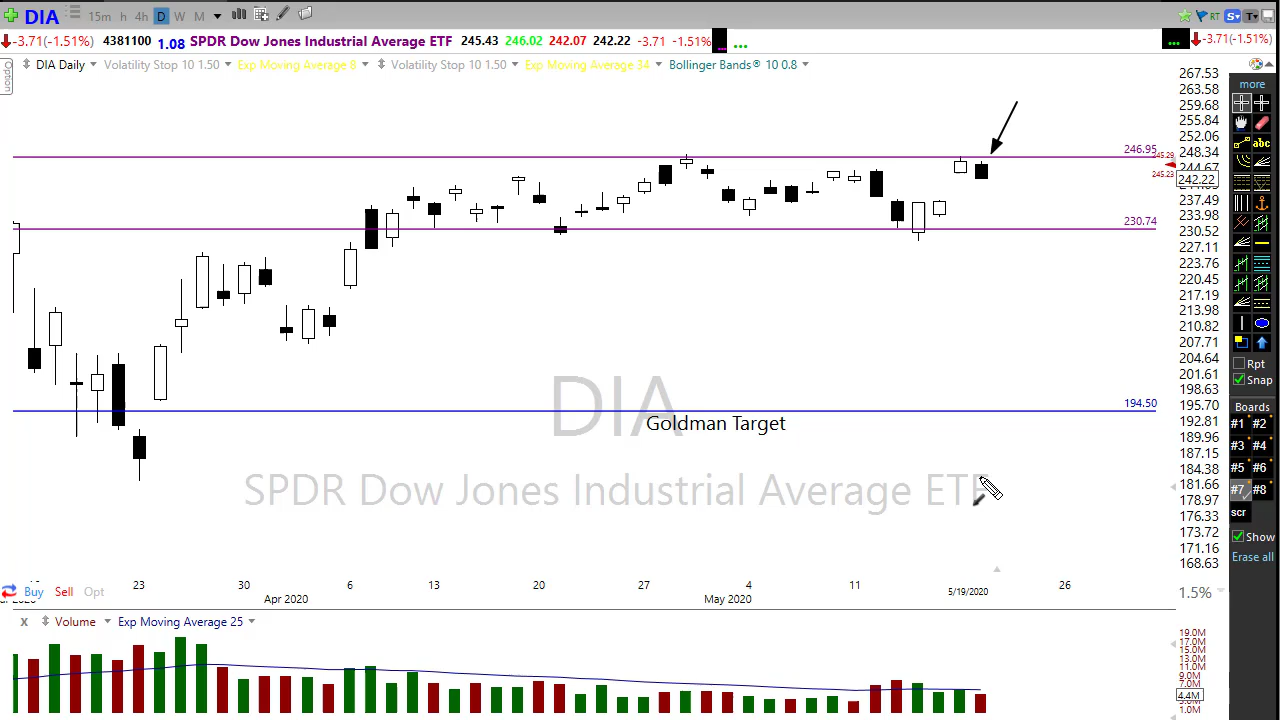 DIA 15m h 4h D W M RT S T
-3.71(-1.51%) 4381100 1.08 SPDR Dow Jones Industrial Average ETF 245.43 246.02 242.07 242.22 -3.71 -1.51% ... ... ... -3.71(-1.51%)
Option
DIA Daily Volatility Stop 10 1.50 Exp Moving Average 8 Volatility Stop 10 1.50 Exp Moving Average 34 Bollinger Bands® 10 0.8
267.53
263.58
259.68
255.84
252.06
246.95
248.34
245.29
245.23
242.22
237.49
233.98
230.74
230.52
227.11
223.76
220.45
217.19
213.98
210.82
207.71
204.64
201.61
198.63
194.50
195.70
192.81
189.96
187.15
184.38
181.66
178.97
176.33
173.72
171.16
168.63
more
abc
Rpt
Snap
Boards
#1 #2
#3 #4
#5 #6
#7 #8
scr
Show
Erase all
DIA
Goldman Target
SPDR Dow Jones Industrial Average ETF
23 30 6 13 20 27 4 11 26
Buy Sell Opt
Apr 2020 May 2020 5/19/2020
1.5%
x Volume Exp Moving Average 25
19.0M
17.0M
15.0M
13.0M
11.0M
9.0M
7.0M
4.4M
1.0M